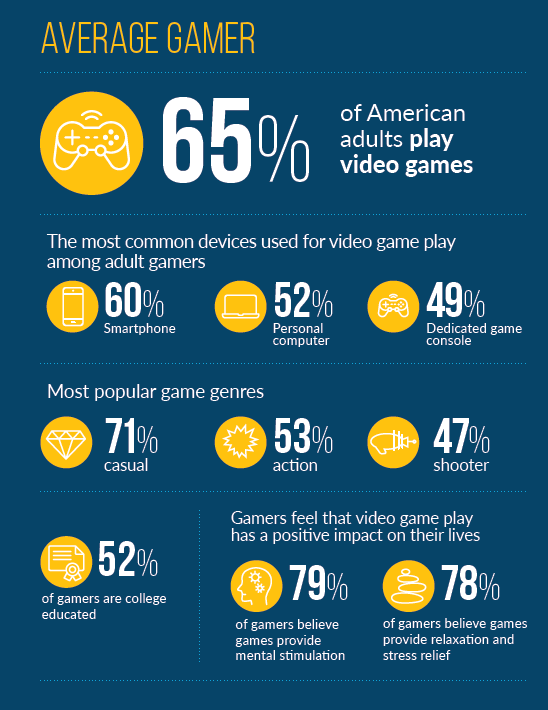 AVERAGE GAMER
65%
of American
adults play
video games
The most common devices used for video game play
among adult gamers
60%
Smartphone
52%
Personal
computer
49%
Dedicated game
console
Most popular game genres
71%
casual
53%
action
47%
shooter
52%
of gamers are college
educated
Gamers feel that video game play
has a positive impact on their lives
79%
of gamers believe
games provide
mental stimulation
78%
of gamers believe games
provide relaxation and
stress relief